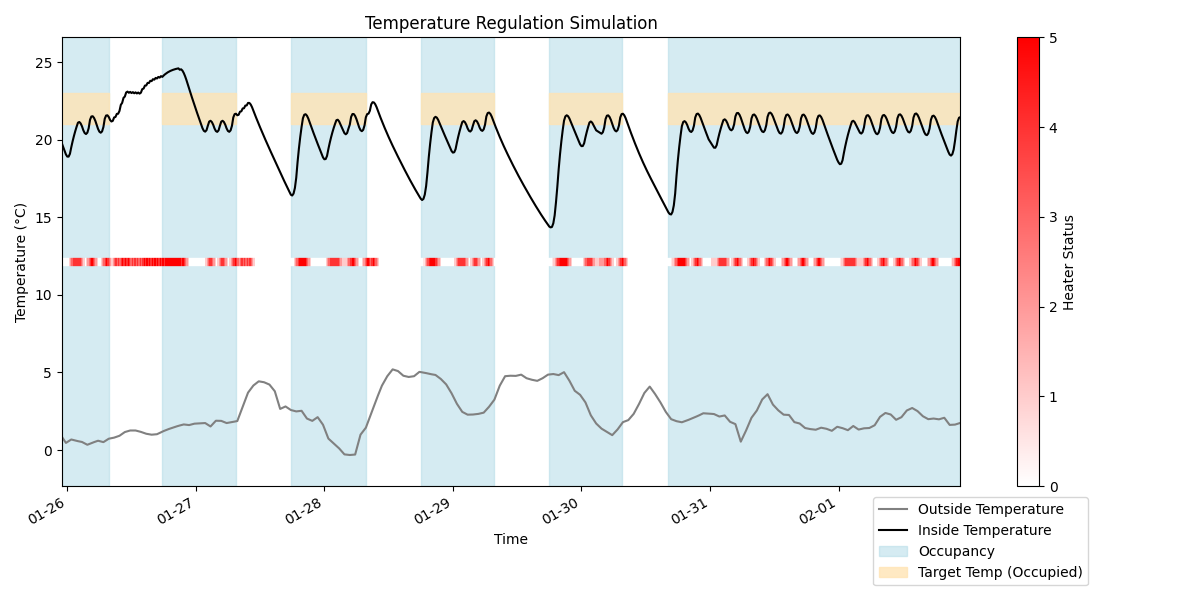 Temperature Regulation Simulation
25
20
15
10
5
0
Temperature (°C)
01-26
01-27
01-28
01-29
01-30
01-31
02-01
Time
5
4
3
2
1
0
Heater Status
Outside Temperature
Inside Temperature
Occupancy
Target Temp (Occupied)